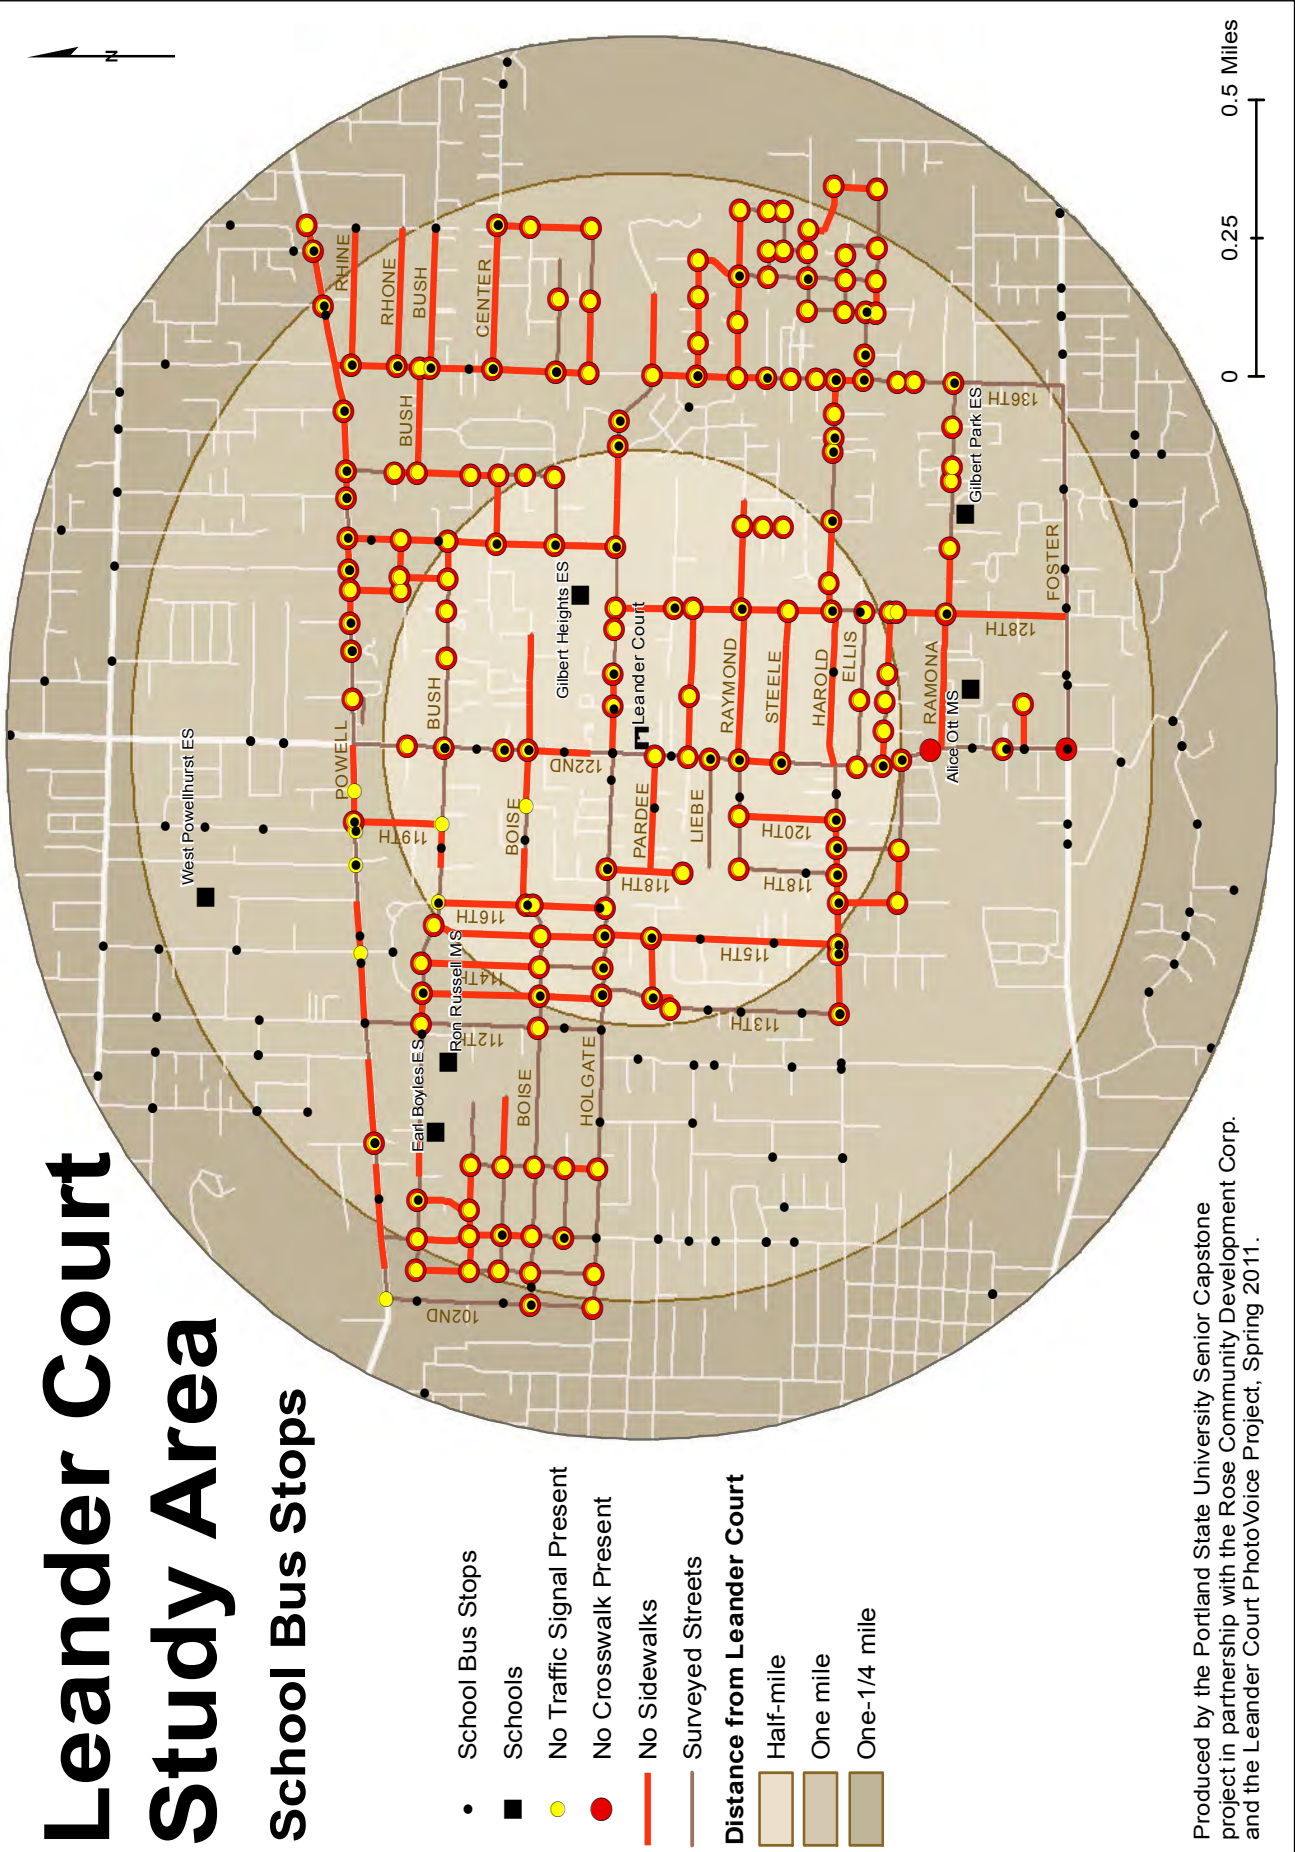 Leander Court
Study Area
School Bus Stops
School Bus Stops
Schools
No Traffic Signal Present
No Crosswalk Present
No Sidewalks
Surveyed Streets
Distance from Leander Court
Half-mile
One mile
One-1/4 mile
N
West Powellhurst ES
POWELL
RHINE
RHONE
BUSH
BUSH
BUSH
CENTER
119TH
116TH
Earl Boyles ES
Ron Russell MS
114TH
112TH
102ND
BOISE
BOISE
122ND
Gilbert Heights ES
HOLGATE
Leander Court
118TH
PARDEE
LIEBE
RAYMOND
115TH
113TH
STEELE
120TH
118TH
HAROLD
ELLIS
RAMONA
Alice Ott MS
128TH
Gilbert Park ES
136TH
FOSTER
0
0.25
0.5 Miles
Produced by the Portland State University Senior Capstone
project in partnership with the Rose Community Development Corp.
and the Leander Court PhotoVoice Project, Spring 2011.